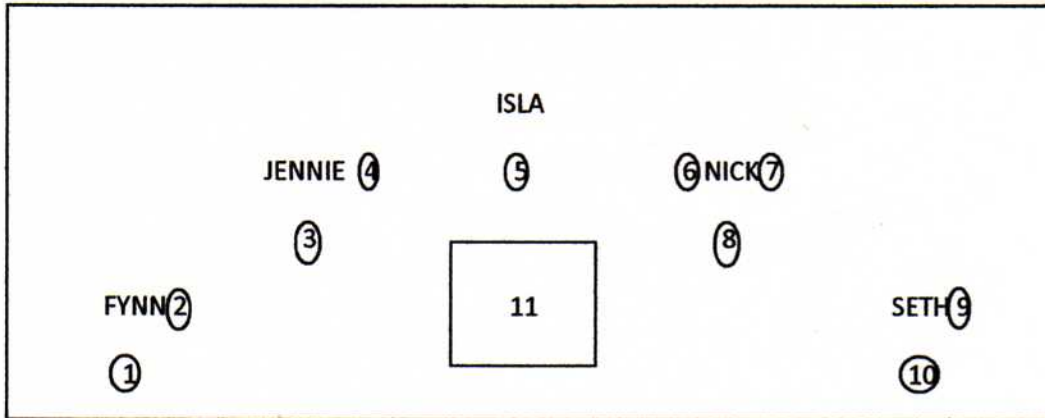 ISLA
JENNIE 4 5 6 NICK 7
3 8
FYNN 2 11 SETH 9
1 10